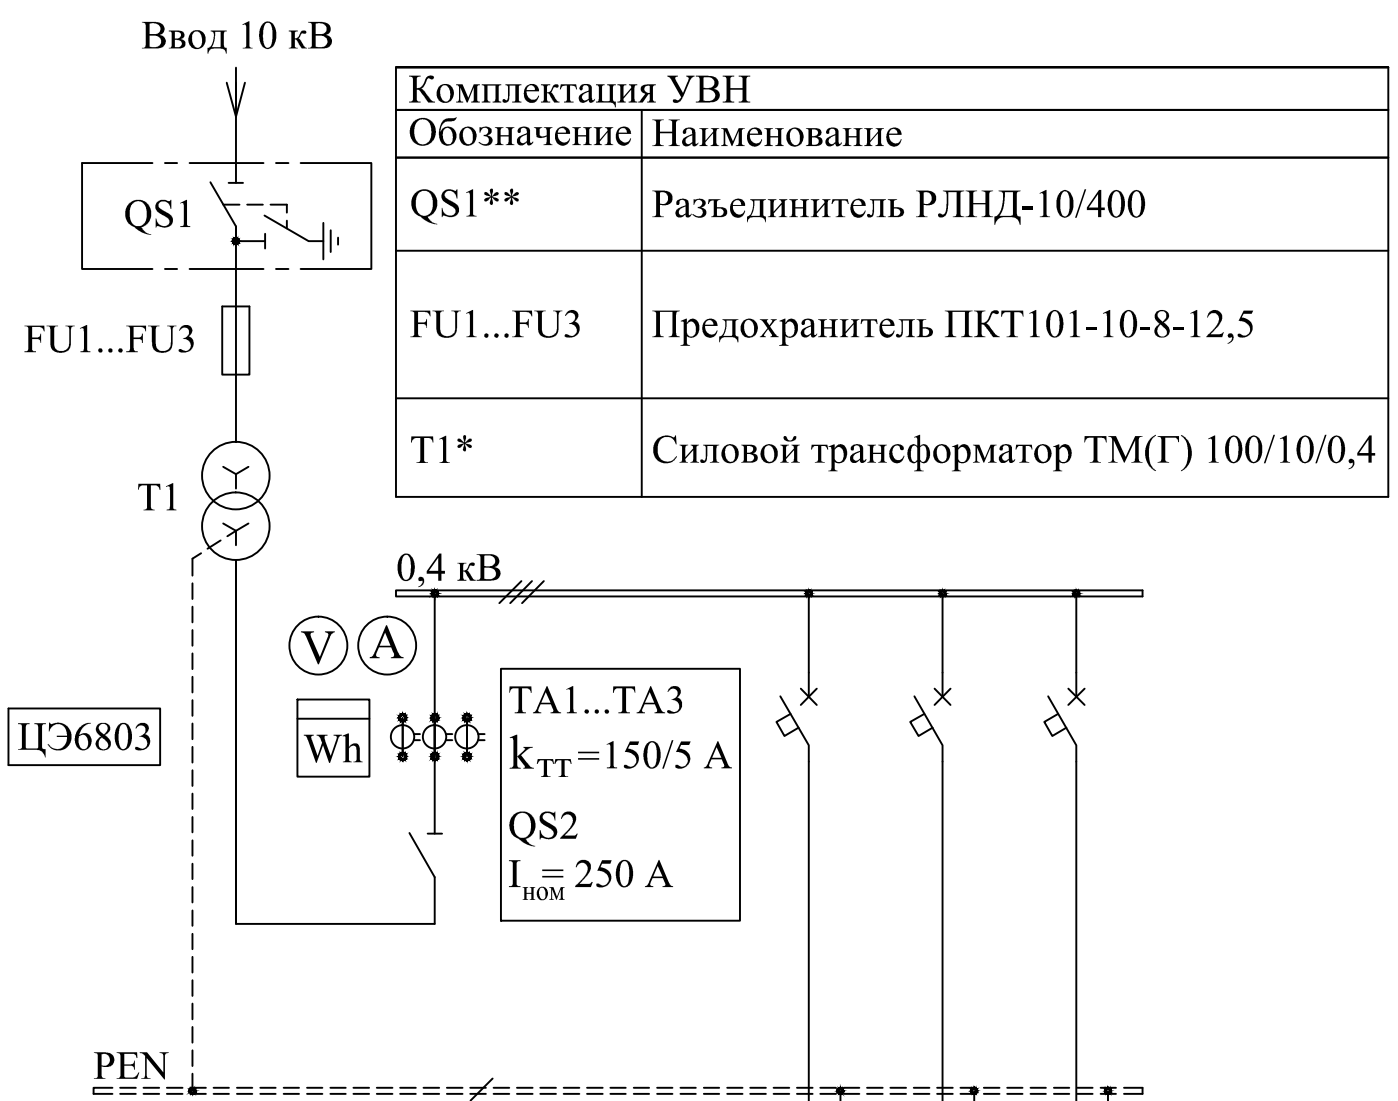 Ввод 10 кВ
Комплектация УВН
Обозначение Наименование
QS1** Разъединитель РЛНД-10/400
FU1...FU3 Предохранитель ПКТ101-10-8-12,5
T1* Силовой трансформатор ТМ(Г) 100/10/0,4
QS1
FU1...FU3
T1
0,4 кВ
V A
ЦЭ6803
Wh
TA1...TA3
kТТ=150/5 А
QS2
Iном= 250 А
PEN